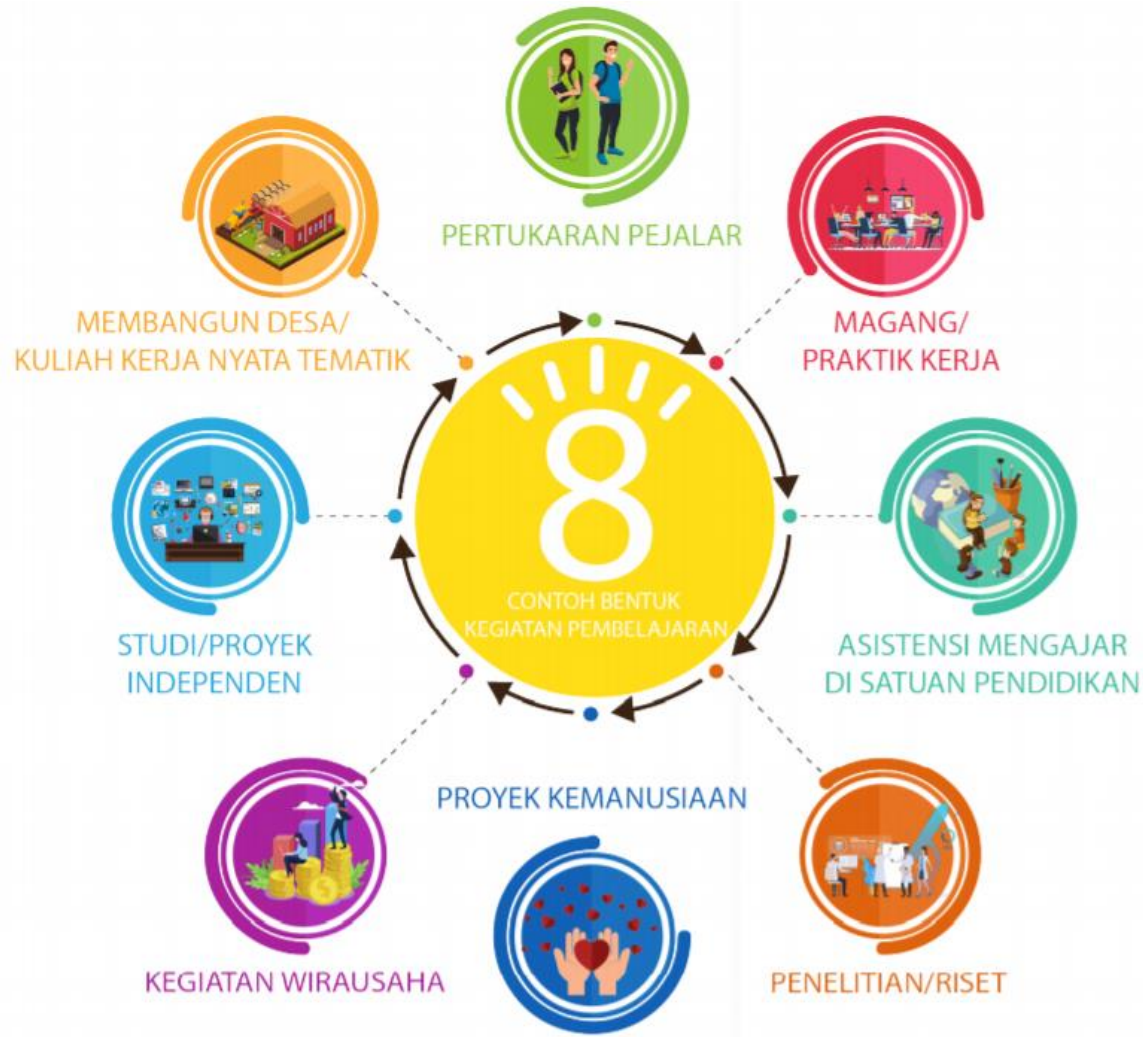 PERTUKARAN PEJALAR
MAGANG/
PRAKTIK KERJA
ASISTENSI MENGAJAR
DI SATUAN PENDIDIKAN
PENELITIAN/RISET
PROYEK KEMANUSIAAN
KEGIATAN WIRAUSAHA
STUDI/PROYEK
INDEPENDEN
MEMBANGUN DESA/
KULIAH KERJA NYATA TEMATIK
8
CONTOH BENTUK
KEGIATAN PEMBELAJARAN